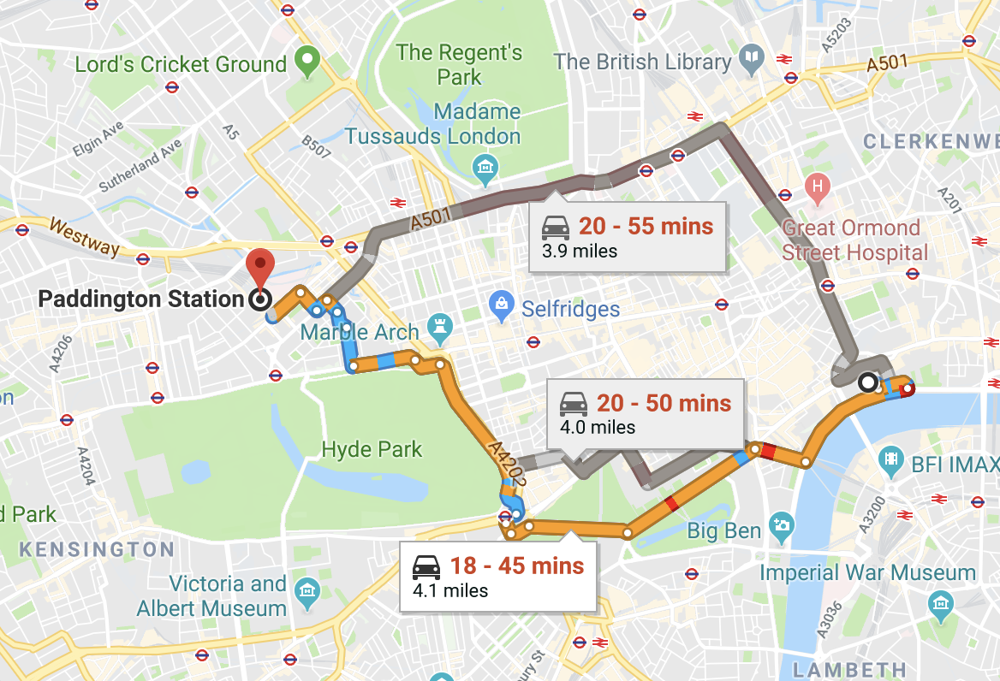 Lord's Cricket Ground
The Regent's
Park
The British Library
A5203
A501
Madame
Tussauds London
CLERKENWE
Elgin Ave
A5
B507
Sutherland Ave
H
A201
A501
Westway
20 - 55 mins
3.9 miles
Great Ormond
Street Hospital
Paddington Station
Selfridges
Marble Arch
A4206
on
20 - 50 mins
4.0 miles
Hyde Park
A4202
A4204
BFI IMAX
d Park
A3200
Big Ben
KENSINGTON
18 - 45 mins
4.1 miles
Imperial War Museum
Victoria and
Albert Museum
A3036
ury St
LAMBETH